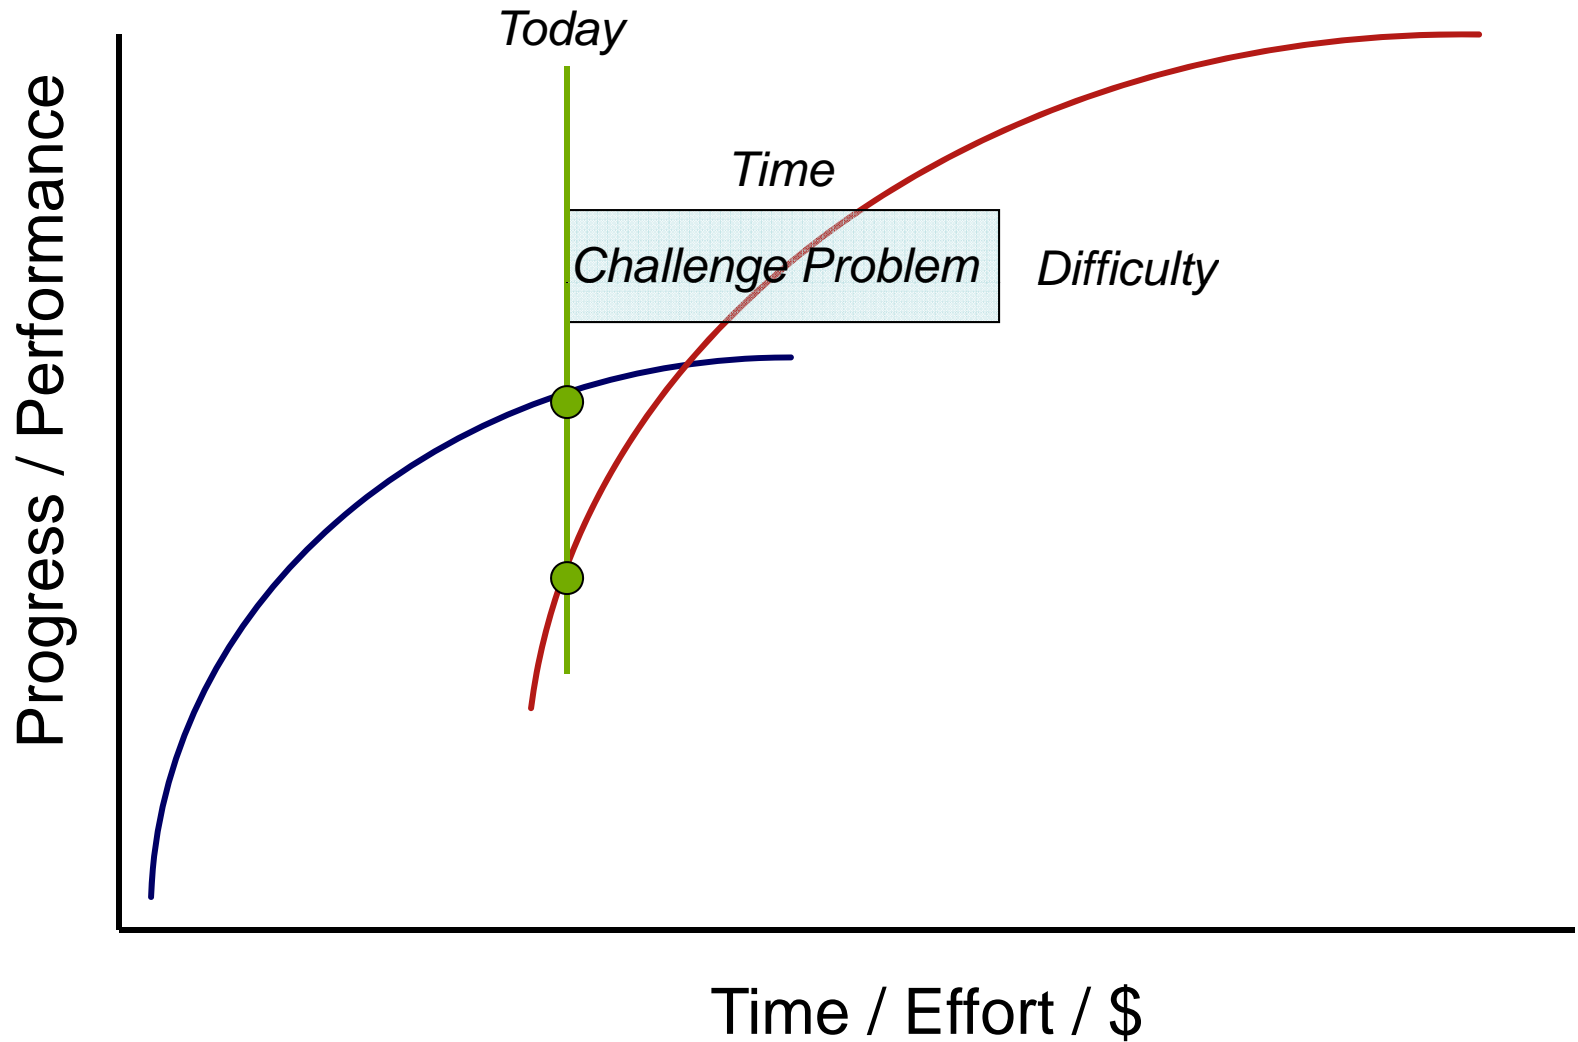 Today
Progress / Performance
Time
Challenge Problem
Difficulty
Time / Effort / $